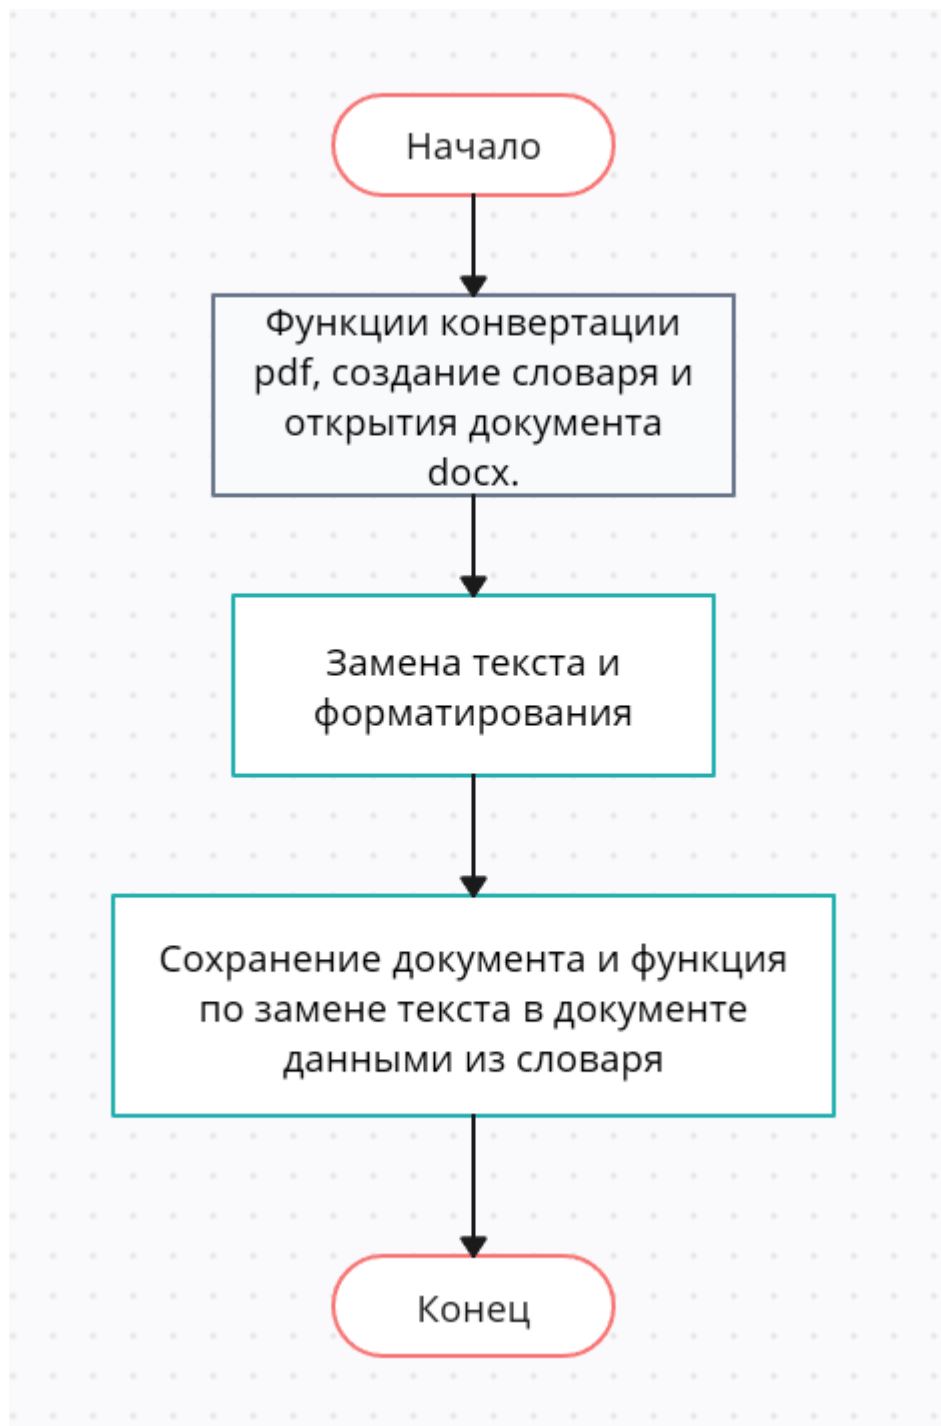 Начало
Функции конвертации
pdf, создание словаря и
открытия документа
docx.
Замена текста и
форматирования
Сохранение документа и функция
по замене текста в документе
данными из словаря
Конец